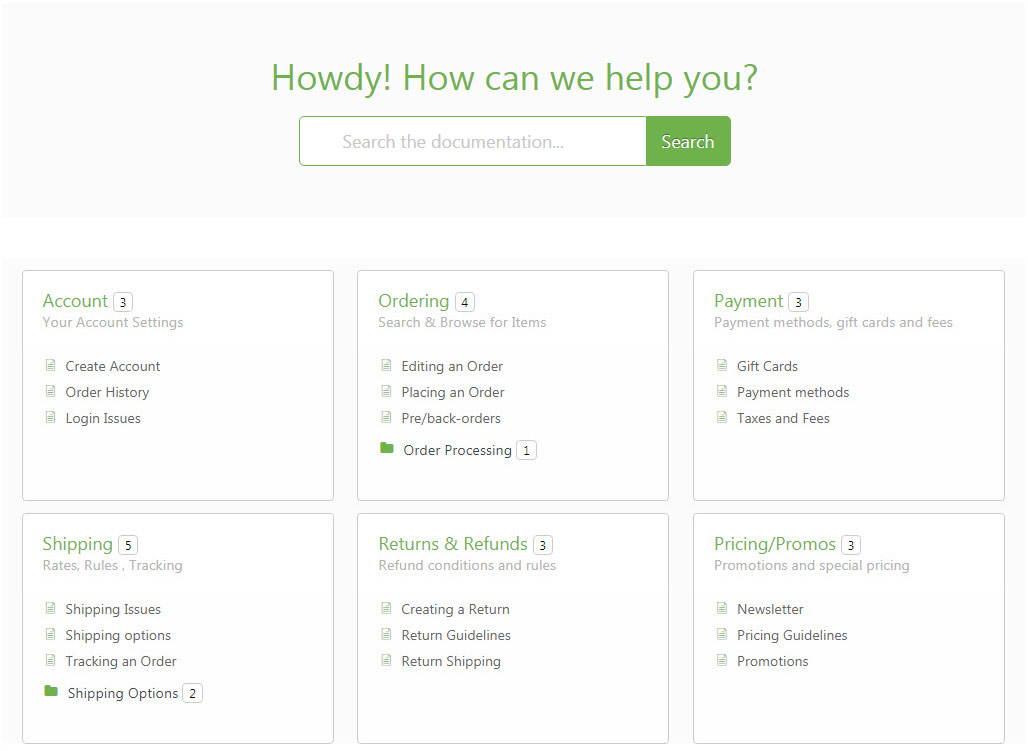 Howdy! How can we help you?
Search the documentation...
Search
Account 3
Your Account Settings
Create Account
Order History
Login Issues
Ordering 4
Search & Browse for Items
Editing an Order
Placing an Order
Pre/back-orders
Order Processing 1
Payment 3
Payment methods, gift cards and fees
Gift Cards
Payment methods
Taxes and Fees
Shipping 5
Rates, Rules , Tracking
Shipping Issues
Shipping options
Tracking an Order
Shipping Options 2
Returns & Refunds 3
Refund conditions and rules
Creating a Return
Return Guidelines
Return Shipping
Pricing/Promos 3
Promotions and special pricing
Newsletter
Pricing Guidelines
Promotions